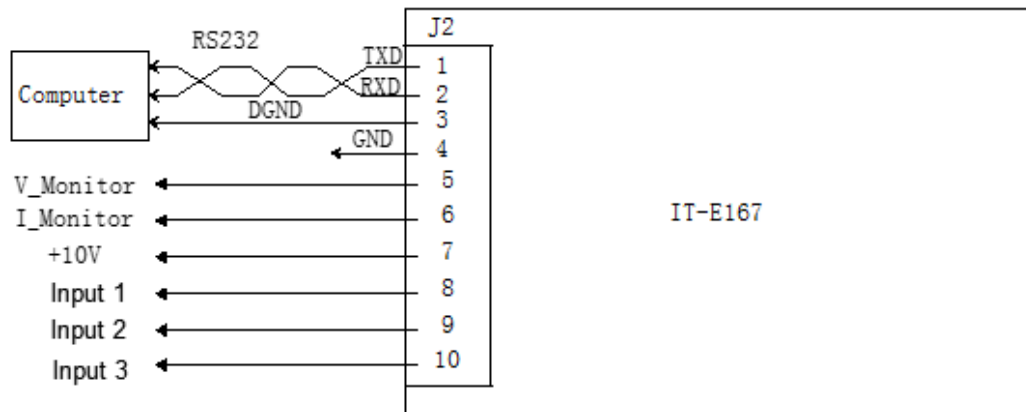 J2
RS232
TXD
1
Computer
RXD
2
DGND
3
GND
4
V_Monitor
5
I_Monitor
6
IT-E167
+10V
7
Input 1
8
Input 2
9
Input 3
10